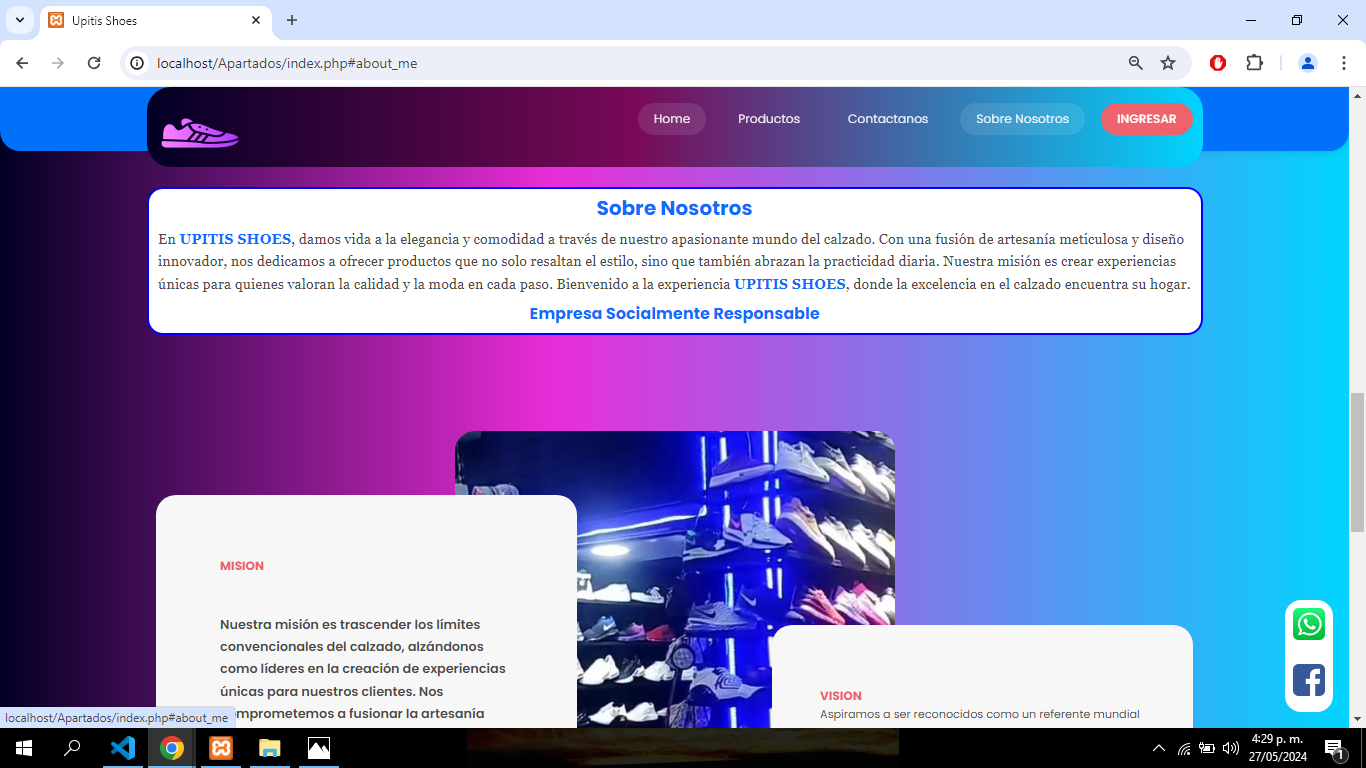 Upitis Shoes
localhost/Apartados/index.php#about_me
Home
Productos
Contactanos
Sobre Nosotros
INGRESAR
Sobre Nosotros
En UPITIS SHOES, damos vida a la elegancia y comodidad a través de nuestro apasionante mundo del calzado. Con una fusión de artesanía meticulosa y diseño
innovador, nos dedicamos a ofrecer productos que no solo resaltan el estilo, sino que también abrazan la practicidad diaria. Nuestra misión es crear experiencias
únicas para quienes valoran la calidad y la moda en cada paso. Bienvenido a la experiencia UPITIS SHOES, donde la excelencia en el calzado encuentra su hogar.
Empresa Socialmente Responsable
MISION
Nuestra misión es trascender los límites
convencionales del calzado, alzándonos
como líderes en la creación de experiencias
únicas para nuestros clientes. Nos
mprometemos a fusionar la artesanía
VISION
Aspiramos a ser reconocidos como un referente mundial
localhost/Apartados/index.php#about_me
4:29 p. m.
27/05/2024
1